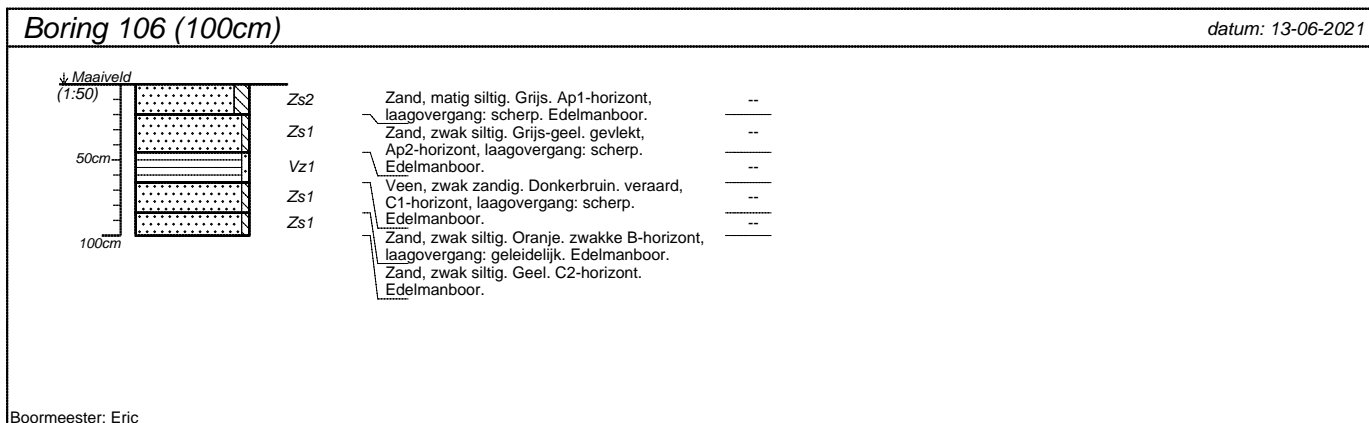 Boring 106 (100cm)
datum: 13-06-2021
Maaiveld
(1:50)
50cm
100cm
Zs2
Zs1
Vz1
Zs1
Zs1
Zand, matig siltig. Grijs. Ap1-horizont,
laagovergang: scherp. Edelmanboor.
Zand, zwak siltig. Grijs-geel. gevlekt,
Ap2-horizont, laagovergang: scherp.
Edelmanboor.
Veen, zwak zandig. Donkerbruin. veraard,
C1-horizont, laagovergang: scherp.
Edelmanboor.
Zand, zwak siltig. Oranje. zwakke B-horizont,
laagovergang: geleidelijk. Edelmanboor.
Zand, zwak siltig. Geel. C2-horizont.
Edelmanboor.
--
--
--
--
--
Boormeester: Eric